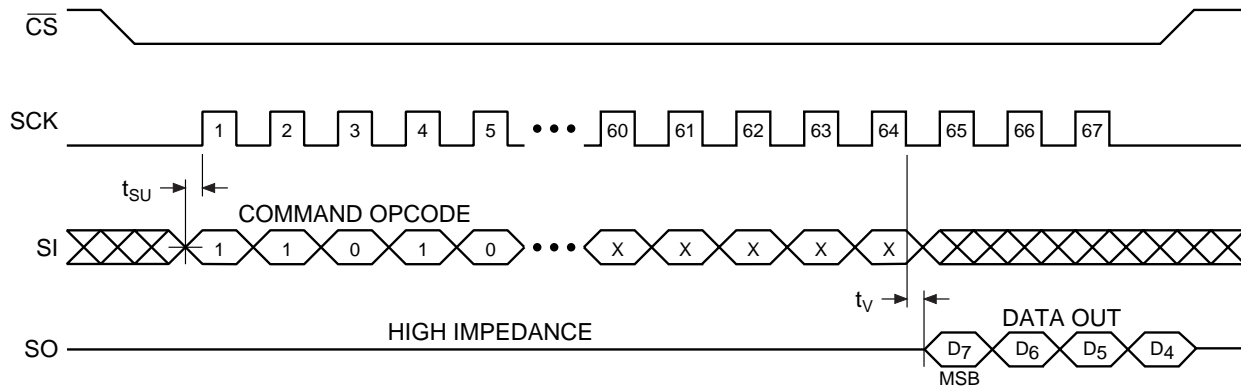 CS
SCK 1 2 3 4 5 ••• 60 61 62 63 64 65 66 67
tSU
COMMAND OPCODE
SI 1 1 0 1 0 ••• X X X X X
tV
HIGH IMPEDANCE DATA OUT
SO D7 D6 D5 D4
MSB